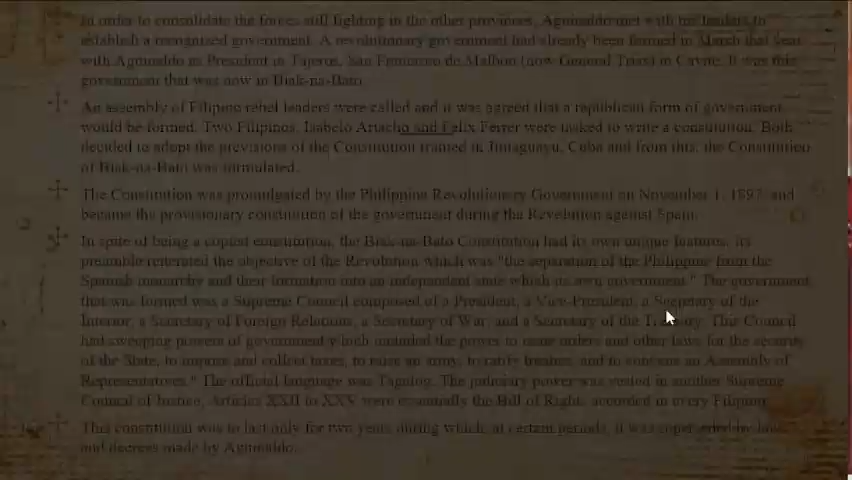 In order to consolidate the forces still fighting in the other provinces, Aguinaldo met with his leaders to
establish a recognized government. A revolutionary government had already been formed in March that year
with Aguinaldo as President in Tejeros, San Francisco de Malbon (now General Trias) in Cavite. It was this
government that was now in Biak-na-Bato.
An assembly of Filipino rebel leaders were called and it was agreed that a republican form of government
would be formed. Two Filipinos, Isabelo Artacho and Felix Ferrer were tasked to write a constitution. Both
decided to adopt the provisions of the Constitution framed in Jimaguayu, Cuba and from this, the Constitution
of Biak-na-Bato was formulated.
The Constitution was promulgated by the Philippine Revolutionary Government on November 1, 1897, and
became the provisionary constitution of the government during the Revolution against Spain.
In spite of being a copied constitution, the Biak-na-Bato Constitution had its own unique features, its
preamble reiterated the objective of the Revolution which was "the separation of the Philippine from the
Spanish monarchy and their formation into an independent state which its own government." The government
that was formed was a Supreme Council composed of a President, a Vice-President, a Secretary of the
Interior, a Secretary of Foreign Relations, a Secretary of War, and a Secretary of the Treasury. This Council
had sweeping powers of government which included the power to issue orders and other laws for the security
of the State, to impose and collect taxes, to raise an army, to ratify treaties, and to convene an Assembly of
Representatives." The official language was Tagalog. The judiciary power was vested in another Supreme
Council of Justice. Articles XXII to XXV were essentially the Bill of Right, accorded to every Filipino.
This constitution was to last only for two years during which, at certain periods, it was superseded by laws
and decrees made by Aguinaldo.